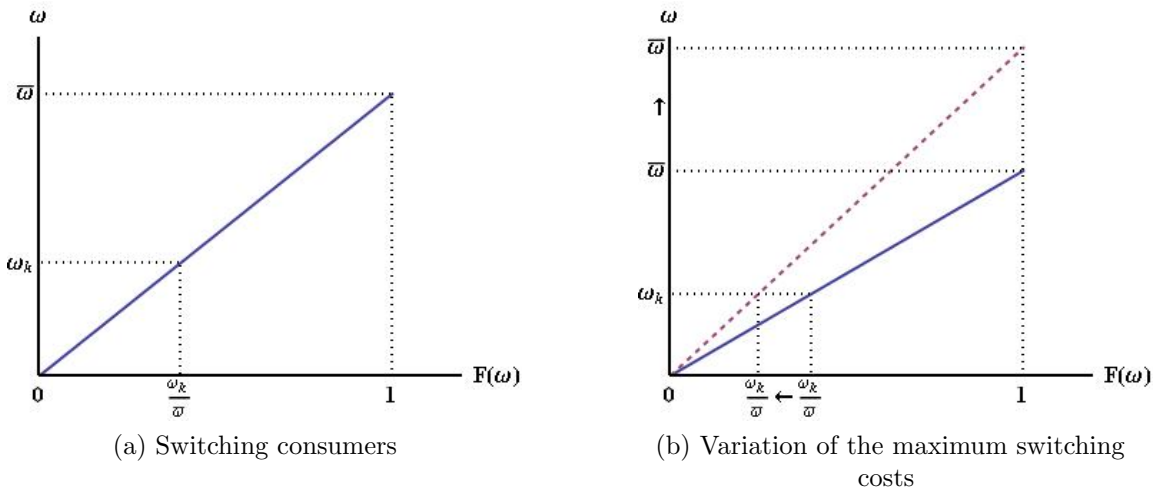 ω
ω̅
ω_k
0
ω_k/ω̅
1
F(ω)
(a) Switching consumers
ω
ω̅
↑
ω̅
ω_k
0
ω_k/ω̅ ← ω_k/ω̅
1
F(ω)
(b) Variation of the maximum switching
costs